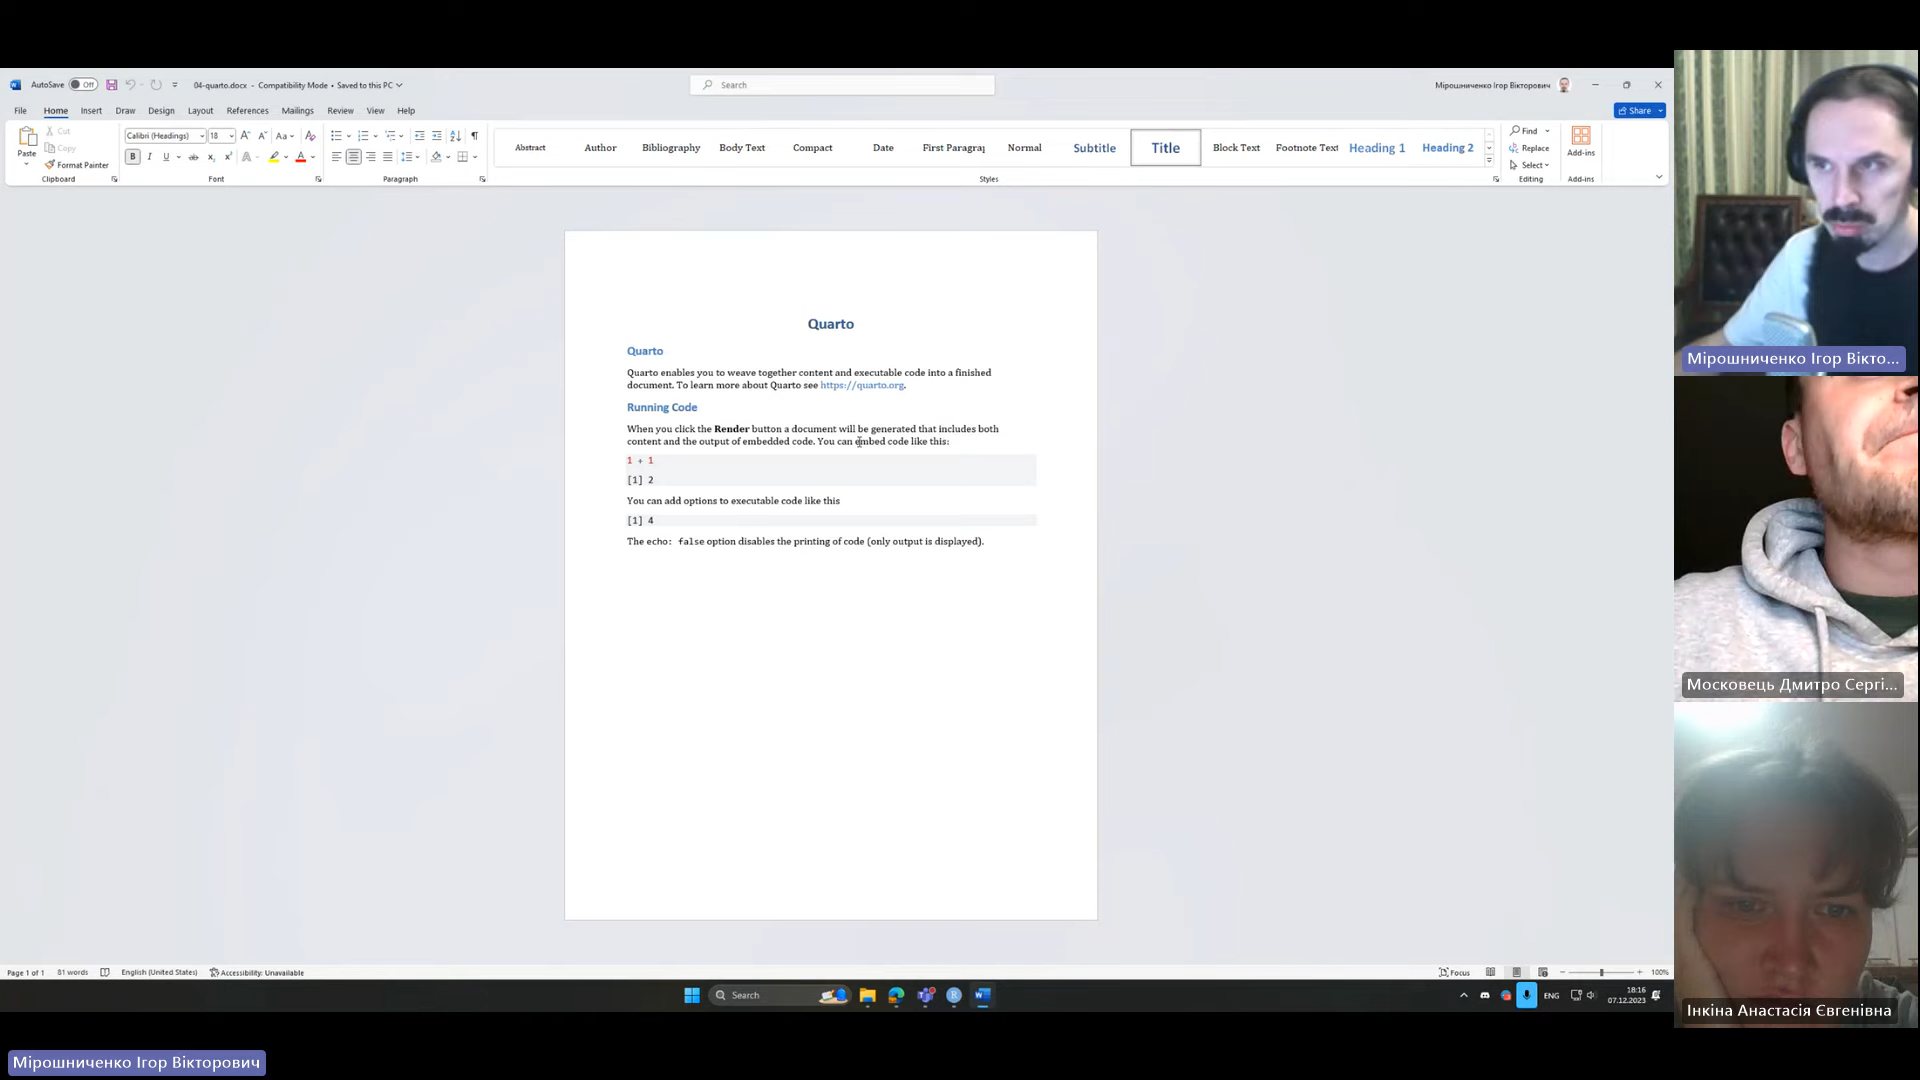 AutoSave Off 04-quarto.docx - Compatibility Mode • Saved to this PC Search Мірошниченко Ігор Вікторович
File Home Insert Draw Design Layout References Mailings Review View Help Share
Paste Cut Copy Format Painter Calibri (Headings) 18 Abstract Author Bibliography Body Text Compact Date First Paragraj Normal Subtitle Title Block Text Footnote Text Heading 1 Heading 2 Find Replace Select Add-ins
Clipboard Font Paragraph Styles Editing Add-ins
Quarto
Quarto
Quarto enables you to weave together content and executable code into a finished
document. To learn more about Quarto see https://quarto.org.
Running Code
When you click the Render button a document will be generated that includes both
content and the output of embedded code. You can embed code like this:
1 + 1
[1] 2
You can add options to executable code like this
[1] 4
The echo: false option disables the printing of code (only output is displayed).
Page 1 of 1 81 words English (United States) Accessibility: Unavailable Focus 100%
Search ENG 18:16
07.12.2023
Мірошниченко Ігор Вікто...
Московець Дмитро Сергі...
Інкіна Анастасія Євгенівна
Мірошниченко Ігор Вікторович